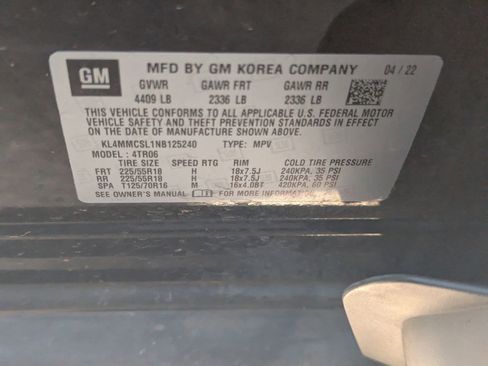 GM
MFD BY GM KOREA COMPANY 04 / 22
GVWR GAWR FRT GAWR RR
4409 LB 2336 LB 2336 LB
THIS VEHICLE CONFORMS TO ALL APPLICABLE U.S. FEDERAL MOTOR
VEHICLE SAFETY AND THEFT PREVENTION STANDARDS IN EFFECT
ON THE DATE OF MANUFACTURE SHOWN ABOVE.
KL4MMCSL1NB125240 TYPE: MPV
MODEL: 4TR06
TIRE SIZE SPEED RTG RIM COLD TIRE PRESSURE
FRT 225/55R18 H 18x7.5J 240KPA, 35 PSI
RR 225/55R18 H 18x7.5J 240KPA, 35 PSI
SPA T125/70R16 M 16x4.0BT 420KPA, 60 PSI
SEE OWNER'S MANUAL FOR MORE INFORMATION.